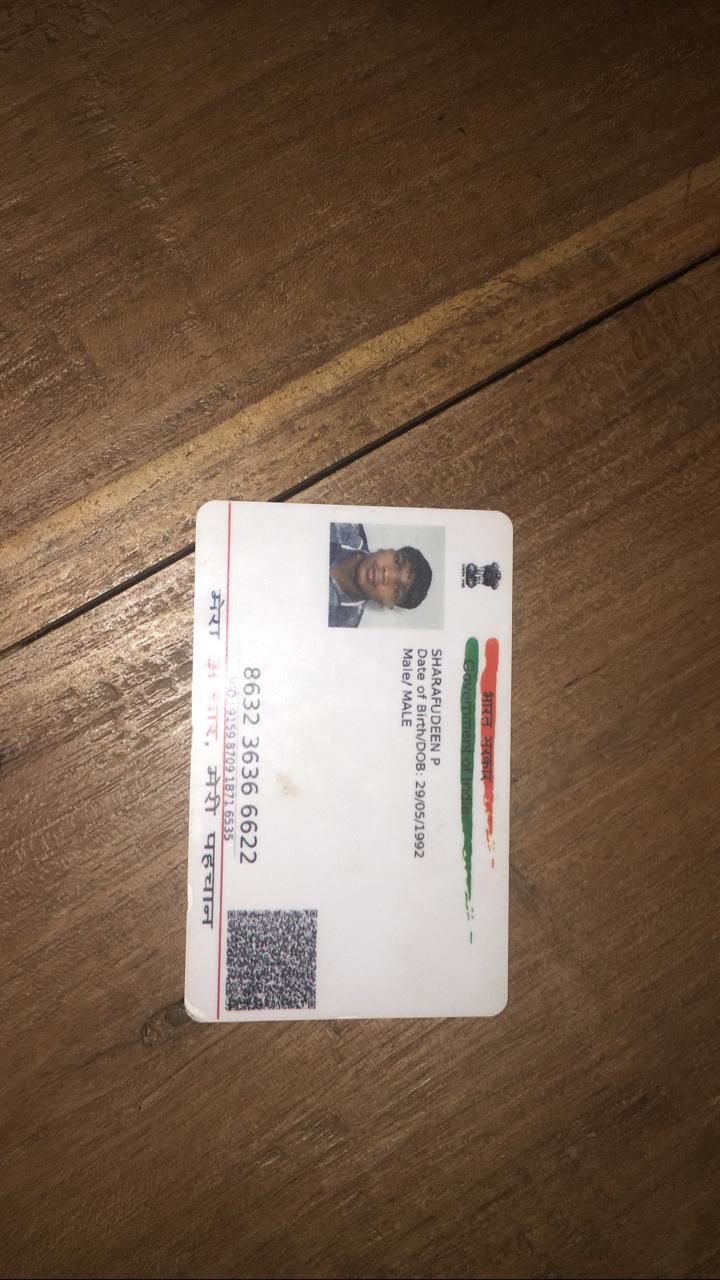 भारत सरकार
Government of India
SHARAFUDEEN P
Date of Birth/DOB: 29/05/1992
Male/ MALE
8632 3636 6622
VID : 9159 8709 1871 6535
मेरा आधार, मेरी पहचान